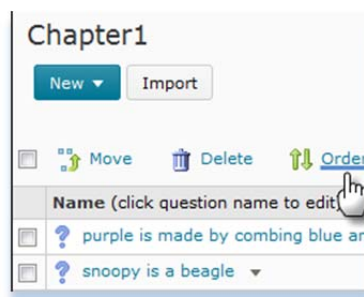 Chapter1
New Import
Move Delete Order
Name (click question name to edit)
purple is made by combing blue an
snoopy is a beagle